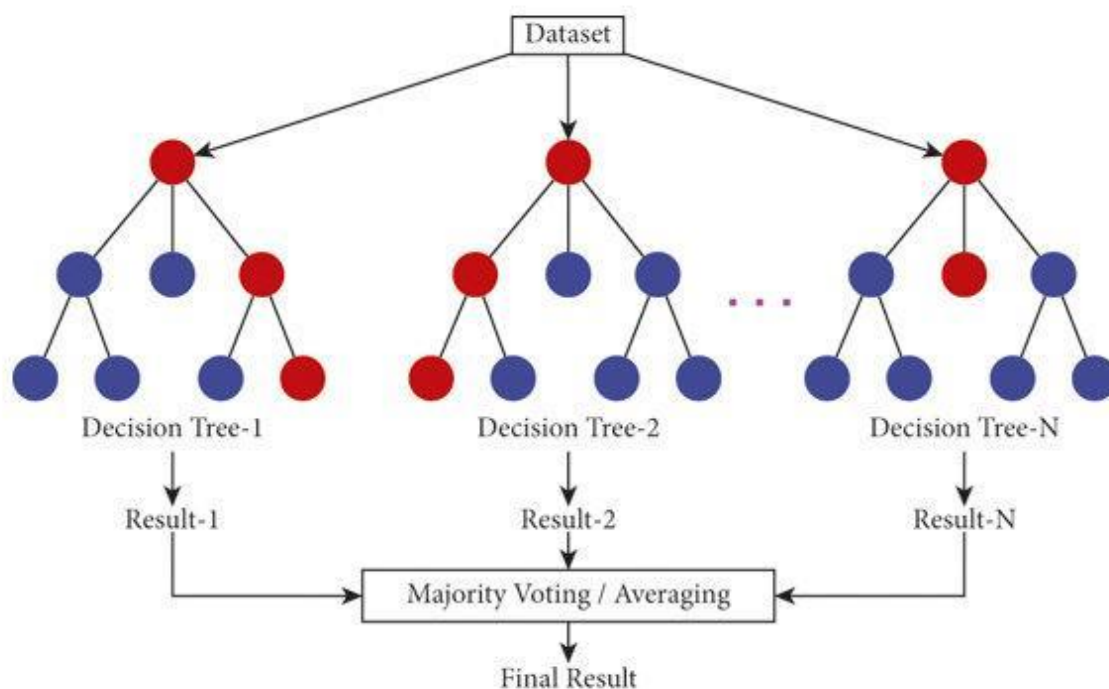 Dataset
Decision Tree-1
Decision Tree-2
Decision Tree-N
Result-1
Result-2
Result-N
Majority Voting / Averaging
Final Result